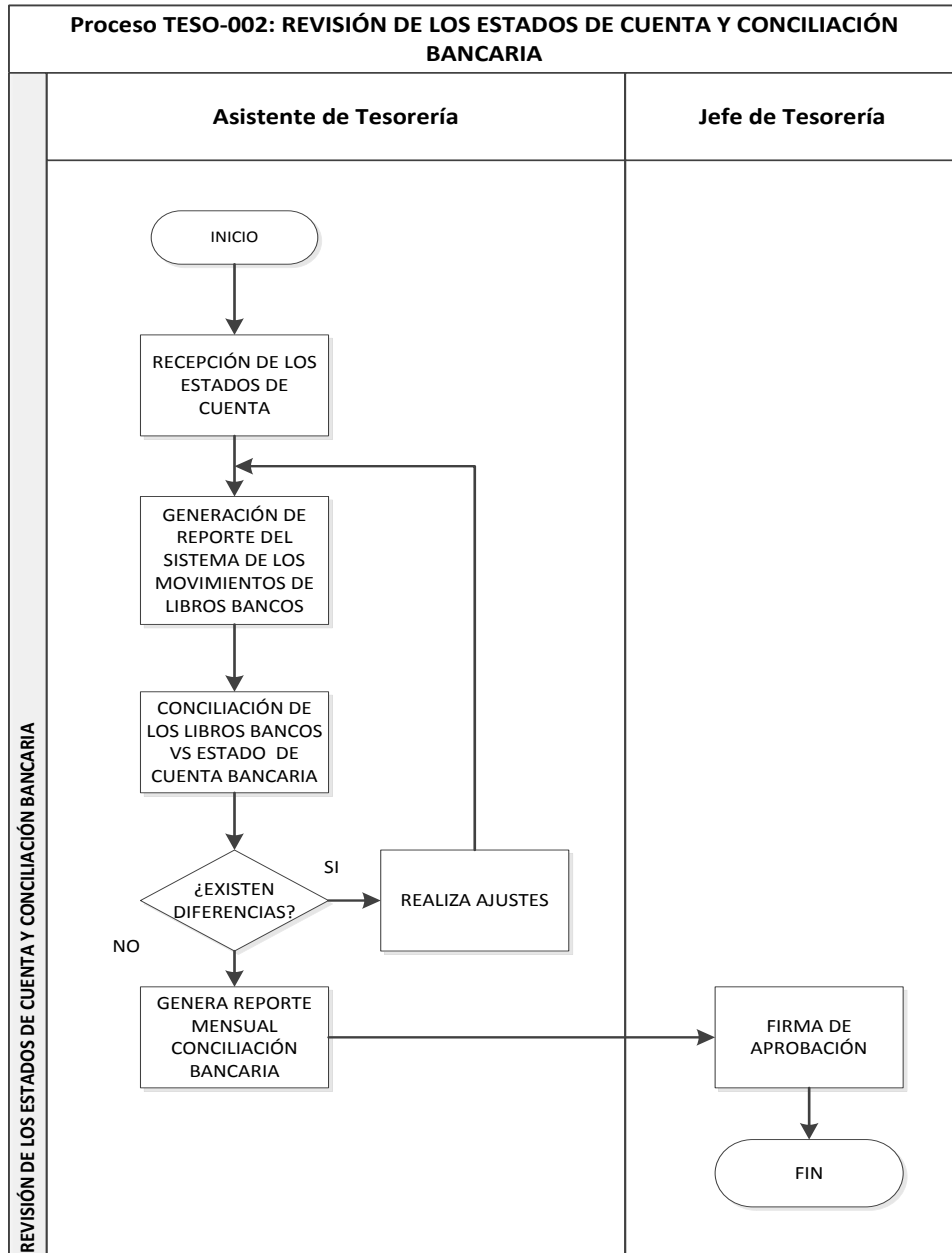 Proceso TESO-002: REVISIÓN DE LOS ESTADOS DE CUENTA Y CONCILIACIÓN
BANCARIA
REVISIÓN DE LOS ESTADOS DE CUENTA Y CONCILIACIÓN BANCARIA
Asistente de Tesorería
Jefe de Tesorería
INICIO
RECEPCIÓN DE LOS
ESTADOS DE
CUENTA
GENERACIÓN DE
REPORTE DEL
SISTEMA DE LOS
MOVIMIENTOS DE
LIBROS BANCOS
CONCILIACIÓN DE
LOS LIBROS BANCOS
VS ESTADO DE
CUENTA BANCARIA
¿EXISTEN
DIFERENCIAS?
SI
REALIZA AJUSTES
NO
GENERA REPORTE
MENSUAL
CONCILIACIÓN
BANCARIA
FIRMA DE
APROBACIÓN
FIN